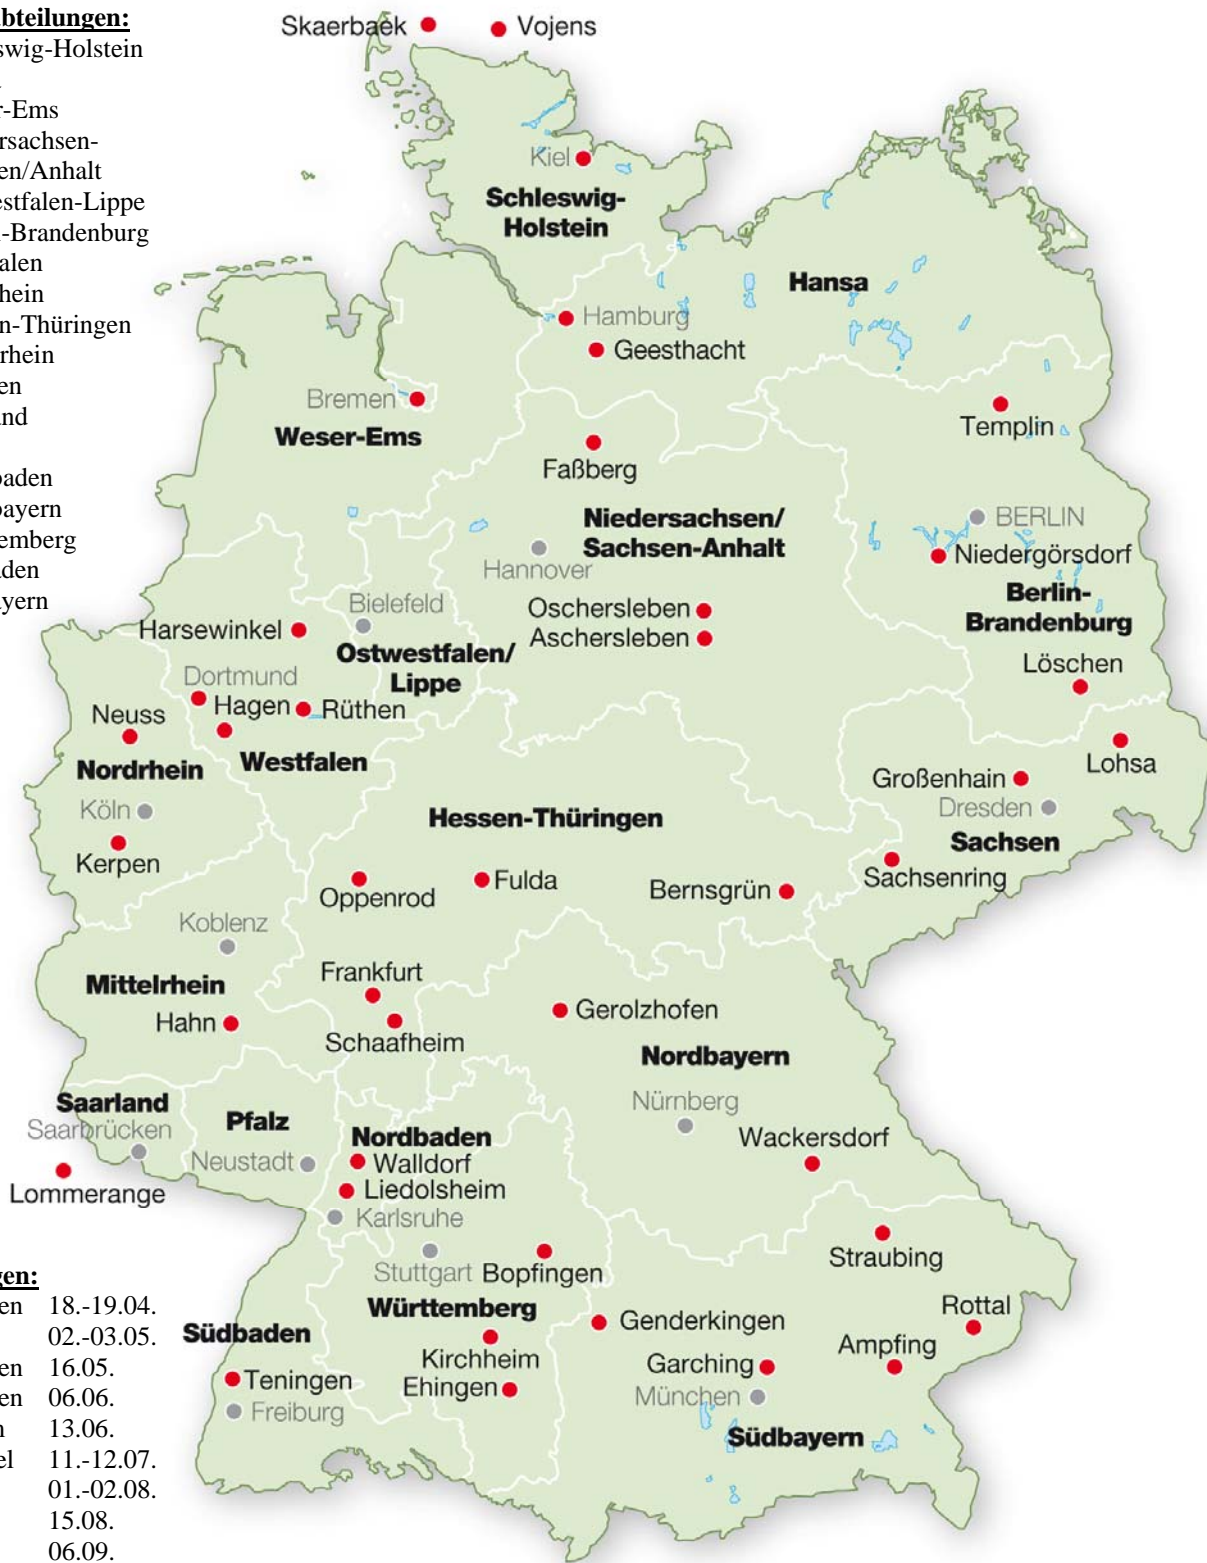 bteilungen:
swig-Holstein
r-Ems
rsachsen-
en/Anhalt
estfalen-Lippe
-Brandenburg
alen
hein
n-Thüringen
rhein
en
nd
baden
bayern
emberg
den
yern
Skaerbaek
Vojens
Kiel
Schleswig-
Holstein
Hansa
Hamburg
Geesthacht
Bremen
Weser-Ems
Templin
Faßberg
Niedersachsen/
Sachsen-Anhalt
BERLIN
Hannover
Niedergörsdorf
Berlin-
Brandenburg
Bielefeld
Oschersleben
Harsewinkel
Aschersleben
Ostwestfalen/
Lippe
Löschen
Dortmund
Hagen
Rüthen
Neuss
Nordrhein
Westfalen
Lohsa
Großenhain
Köln
Dresden
Hessen-Thüringen
Sachsen
Kerpen
Sachsenring
Oppenrod
Fulda
Bernsgrün
Koblenz
Mittelrhein
Frankfurt
Hahn
Gerolzhofen
Schaafheim
Nordbayern
Saarland
Saarbrücken
Pfalz
Nürnberg
Nordbaden
Wackersdorf
Neustadt
Walldorf
Lommerange
Liedolsheim
Karlsruhe
Straubing
Stuttgart
Bopfingen
Württemberg
Rottal
Südbaden
Genderkingen
Ampfing
Kirchheim
Garching
Teningen
Ehingen
München
Freiburg
Südbayern
gen:
en 18.-19.04.
02.-03.05.
en 16.05.
en 06.06.
n 13.06.
el 11.-12.07.
01.-02.08.
15.08.
06.09.